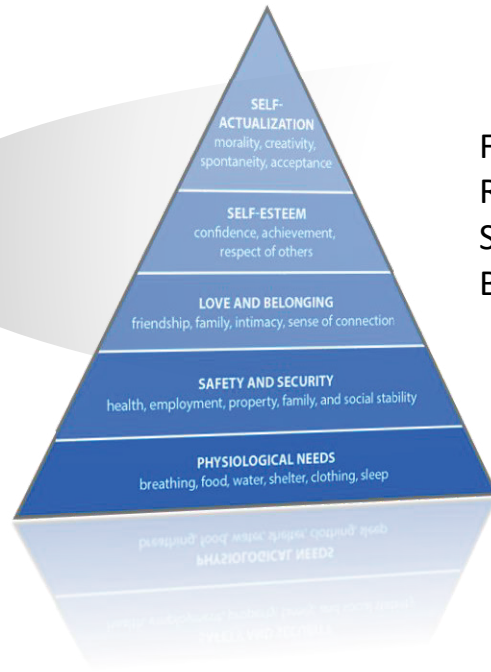 SELF-
ACTUALIZATION
morality, creativity,
spontaneity, acceptance
SELF-ESTEEM
confidence, achievement,
respect of others
LOVE AND BELONGING
friendship, family, intimacy, sense of connection
SAFETY AND SECURITY
health, employment, property, family, and social stability
PHYSIOLOGICAL NEEDS
breathing, food, water, shelter, clothing, sleep